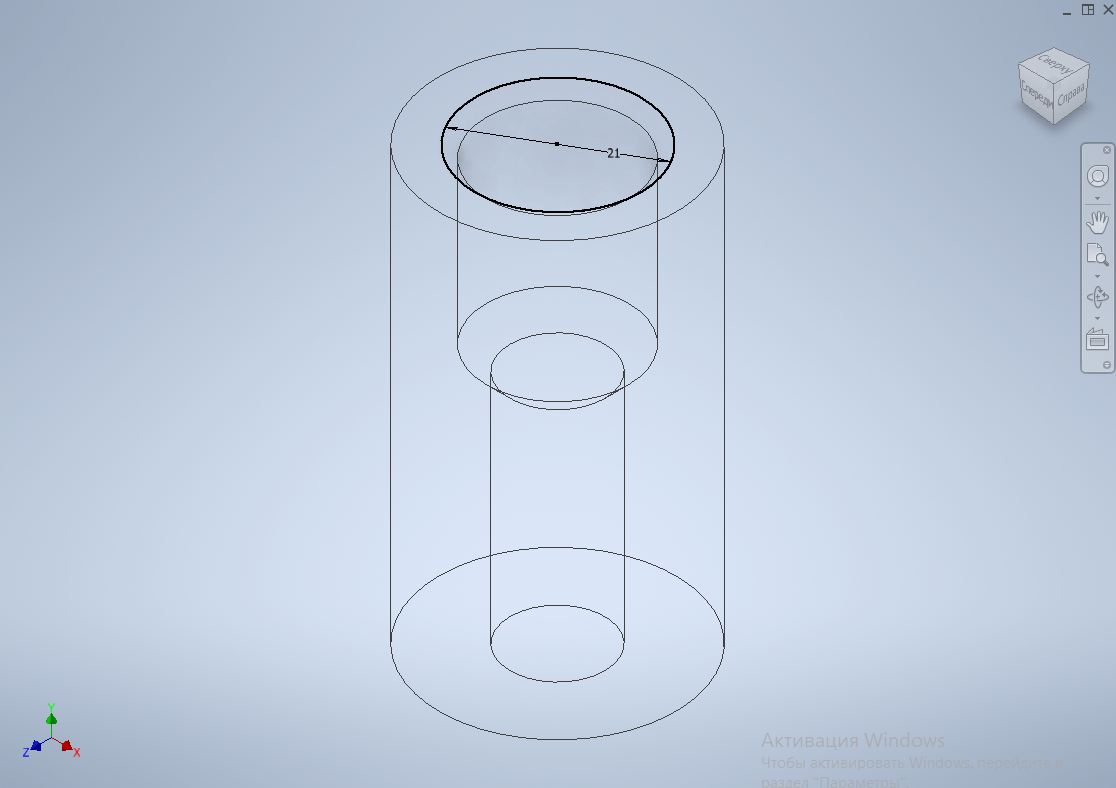 Сверху
Спереди
Справа
21
Y
Z
X
Активация Windows
Чтобы активировать Windows, перейдите в
раздел "Параметры".